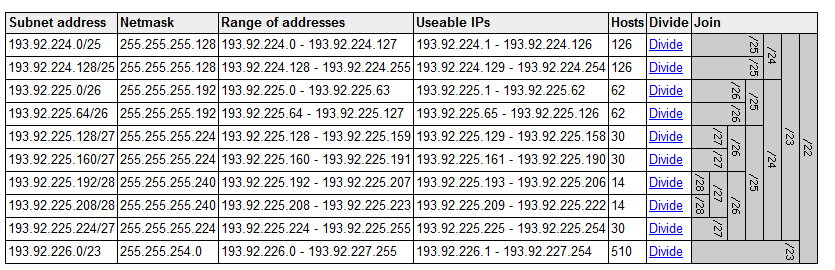 Subnet address Netmask Range of addresses Useable IPs Hosts Divide Join
193.92.224.0/25 255.255.255.128 193.92.224.0 - 193.92.224.127 193.92.224.1 - 193.92.224.126 126 Divide /25 /24 /23 /22
193.92.224.128/25 255.255.255.128 193.92.224.128 - 193.92.224.255 193.92.224.129 - 193.92.224.254 126 Divide /25
193.92.225.0/26 255.255.255.192 193.92.225.0 - 193.92.225.63 193.92.225.1 - 193.92.225.62 62 Divide /26 /25 /24
193.92.225.64/26 255.255.255.192 193.92.225.64 - 193.92.225.127 193.92.225.65 - 193.92.225.126 62 Divide /26
193.92.225.128/27 255.255.255.224 193.92.225.128 - 193.92.225.159 193.92.225.129 - 193.92.225.158 30 Divide /27 /26 /25
193.92.225.160/27 255.255.255.224 193.92.225.160 - 193.92.225.191 193.92.225.161 - 193.92.225.190 30 Divide /27
193.92.225.192/28 255.255.255.240 193.92.225.192 - 193.92.225.207 193.92.225.193 - 193.92.225.206 14 Divide /28 /27 /26
193.92.225.208/28 255.255.255.240 193.92.225.208 - 193.92.225.223 193.92.225.209 - 193.92.225.222 14 Divide /28
193.92.225.224/27 255.255.255.224 193.92.225.224 - 193.92.225.255 193.92.225.225 - 193.92.225.254 30 Divide /27
193.92.226.0/23 255.255.254.0 193.92.226.0 - 193.92.227.255 193.92.226.1 - 193.92.227.254 510 Divide /23